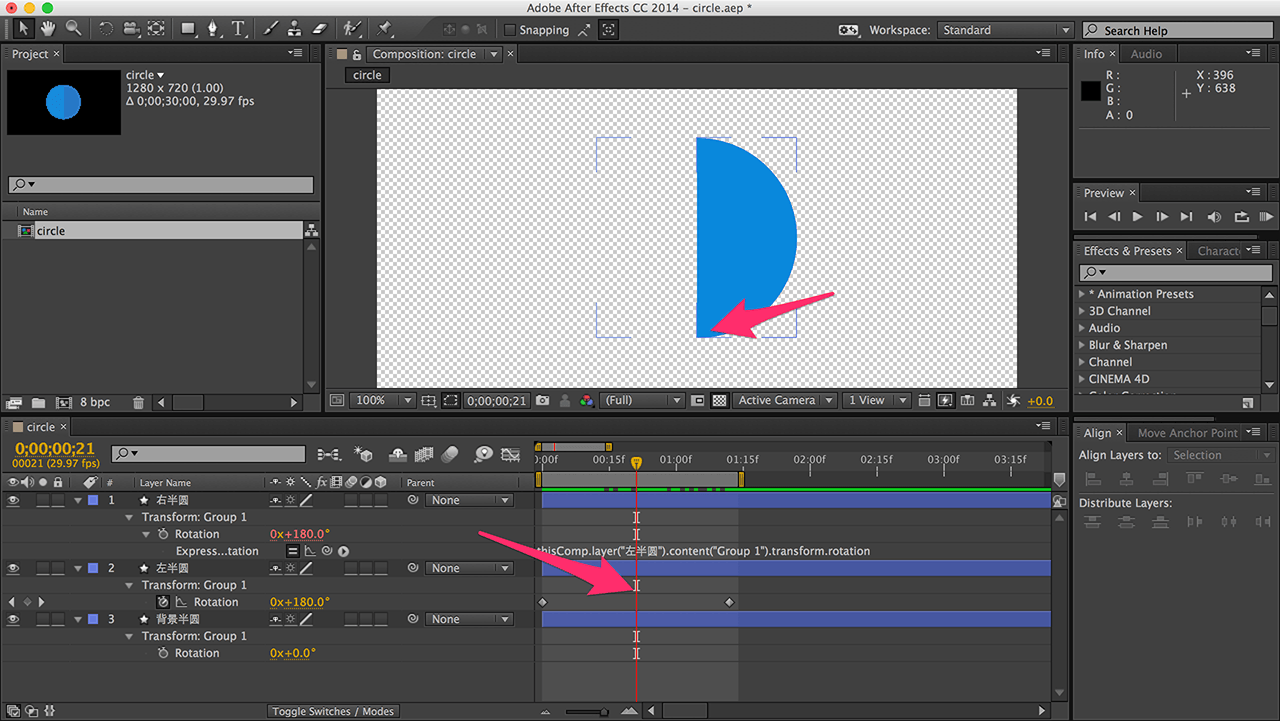 Adobe After Effects CC 2014 – circle.aep *
Snapping
Workspace: Standard
Search Help
Project ×
Composition: circle ×
Info × Audio
circle
circle
1280 x 720 (1.00)
Δ 0;00;30;00, 29.97 fps
R :
G :
B :
A : 0
X : 396
Y : 638
Preview ×
Name
circle
Effects & Presets × Charact
* Animation Presets
3D Channel
Audio
Blur & Sharpen
Channel
CINEMA 4D
8 bpc
100% 0;00;00;21 (Full) Active Camera 1 View +0.0
circle ×
0;00;00;21
00021 (29.97 fps)
Align × Move Anchor Point
Align Layers to: Selection
Distribute Layers:
00:15f 01:00f 02:00f 02:15f 03:00f 03:15f
# Layer Name fx Parent
1 右半圆 None
Transform: Group 1
Rotation 0x+180.0°
Express...tation thisComp.layer("左半圆").content("Group 1").transform.rotation
2 左半圆 None
Transform: Group 1
Rotation 0x+180.0°
3 背景半圆 None
Transform: Group 1
Rotation 0x+0.0°
Toggle Switches / Modes